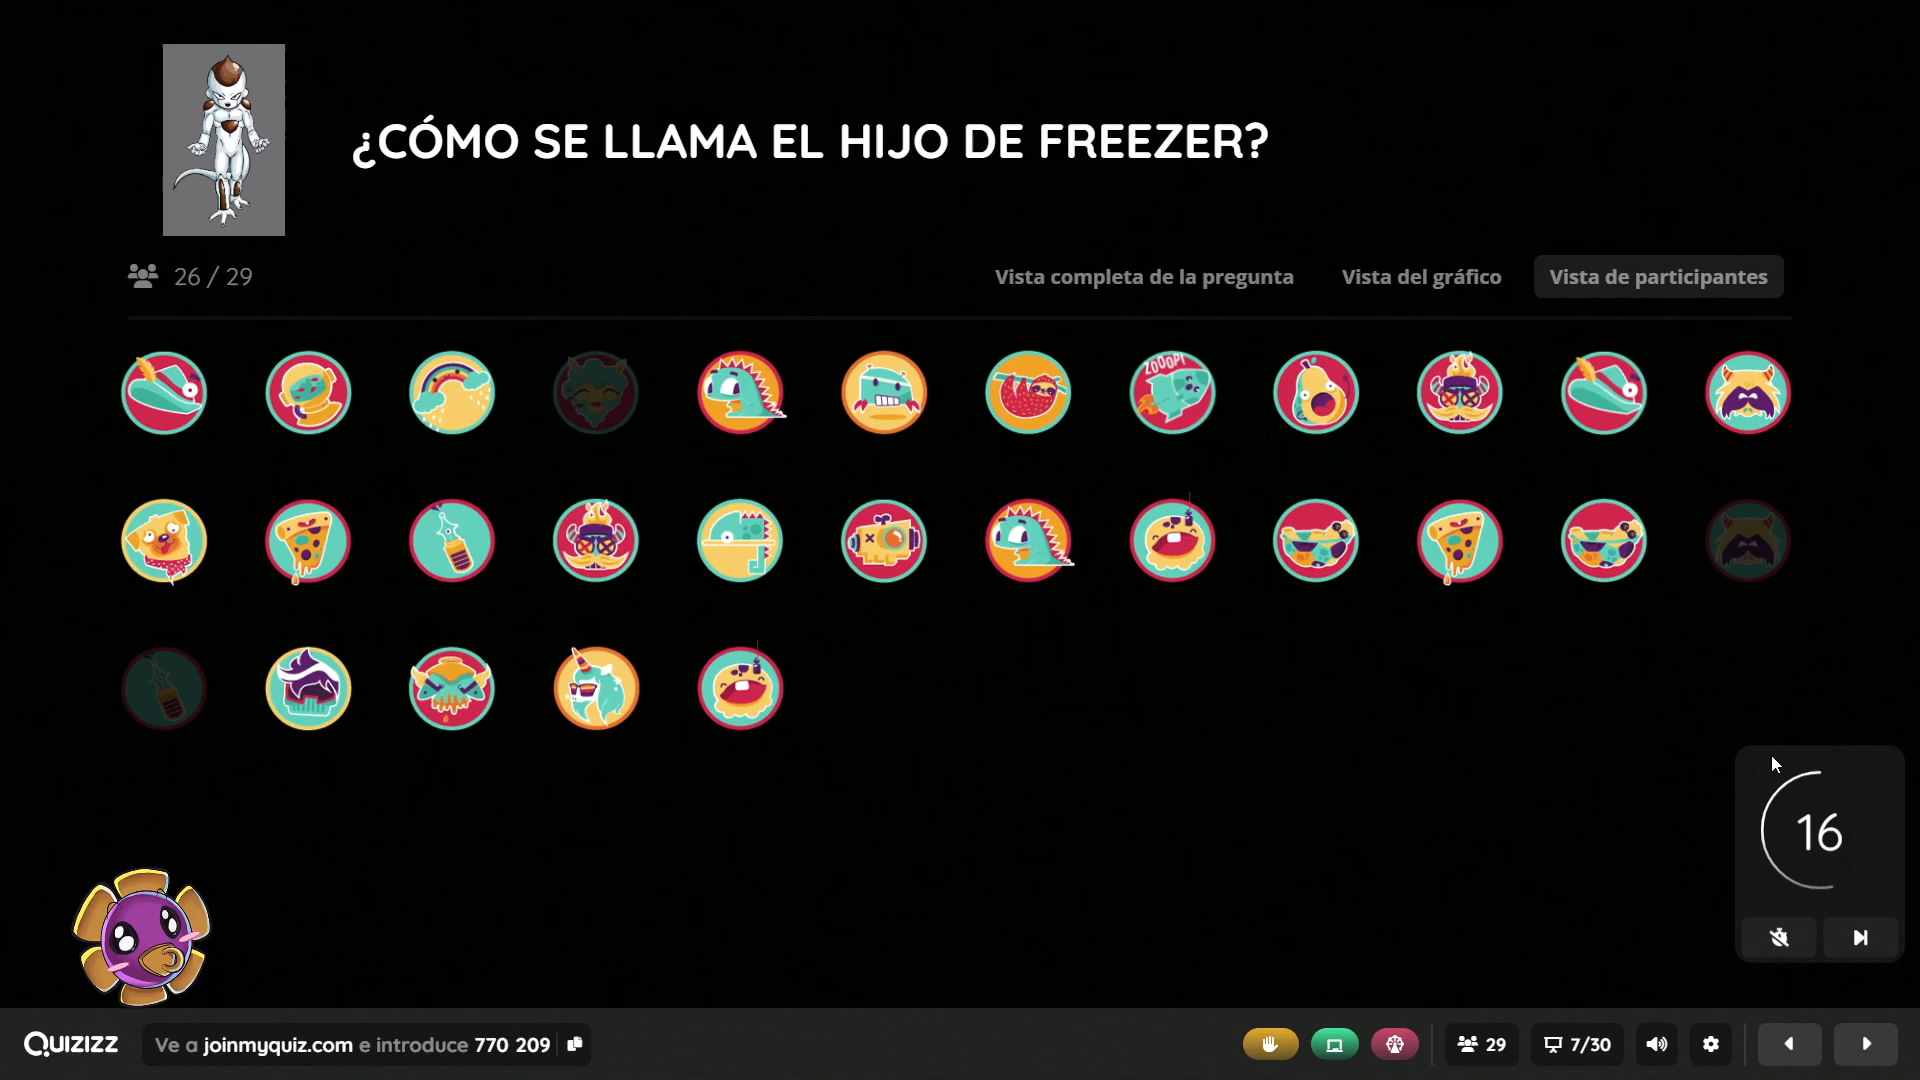 ¿CÓMO SE LLAMA EL HIJO DE FREEZER?
26 / 29
Vista completa de la pregunta
Vista del gráfico
Vista de participantes
ZOOOP!
16
QUIZIZZ
Ve a joinmyquiz.com e introduce 770 209
29
7/30